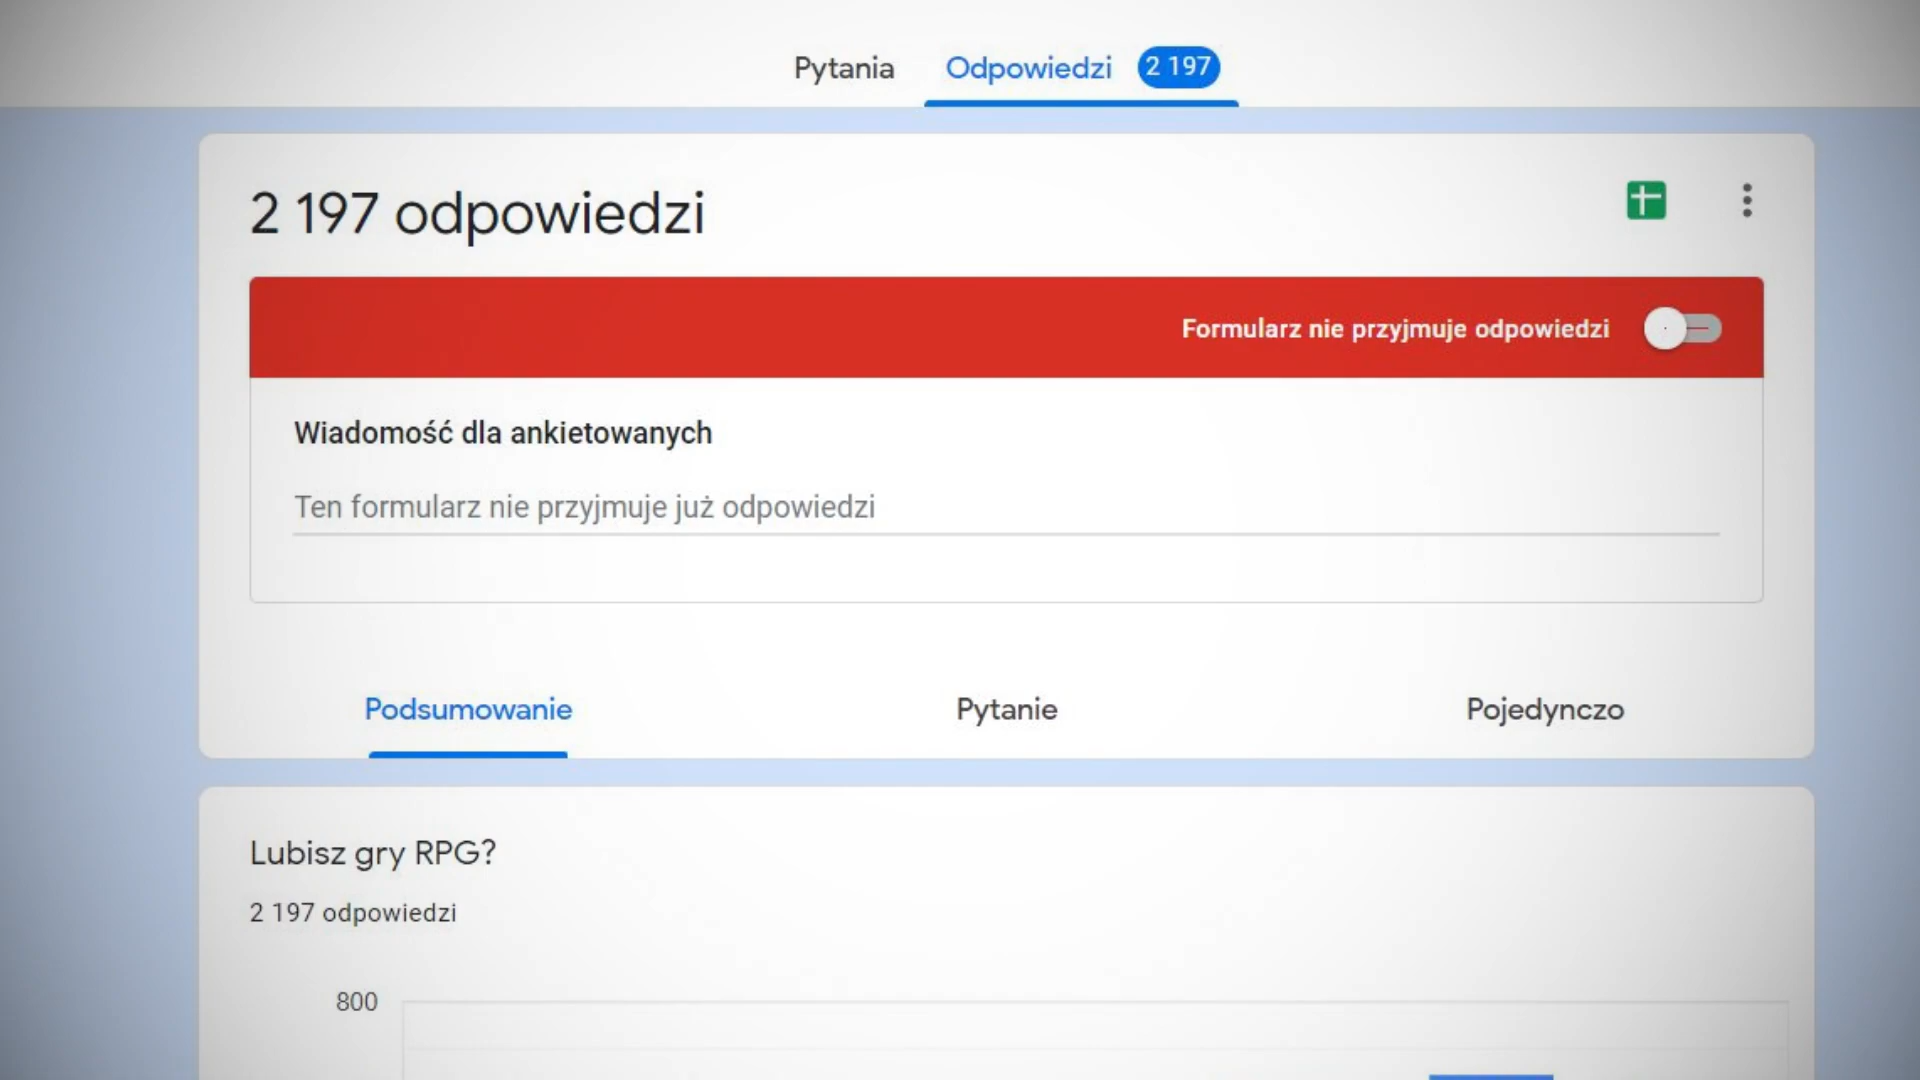 Pytania
Odpowiedzi
2 197
2 197 odpowiedzi
Formularz nie przyjmuje odpowiedzi
Wiadomość dla ankietowanych
Ten formularz nie przyjmuje już odpowiedzi
Podsumowanie
Pytanie
Pojedynczo
Lubisz gry RPG?
2 197 odpowiedzi
800